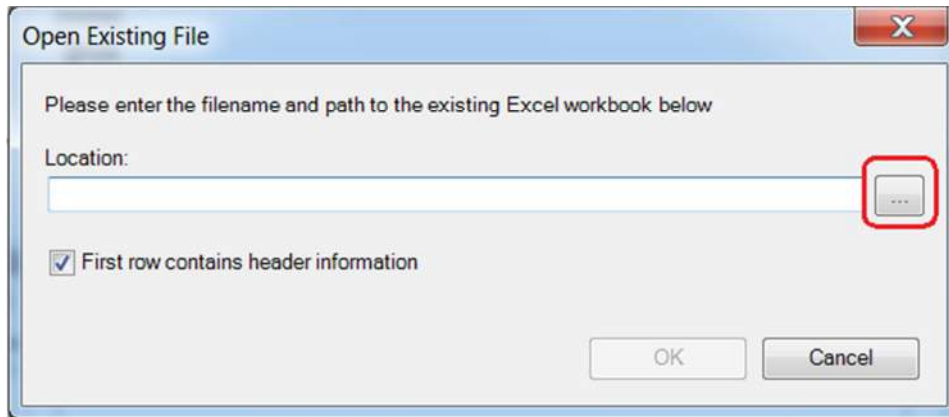 Open Existing File
Please enter the filename and path to the existing Excel workbook below
Location:
...
First row contains header information
OK
Cancel